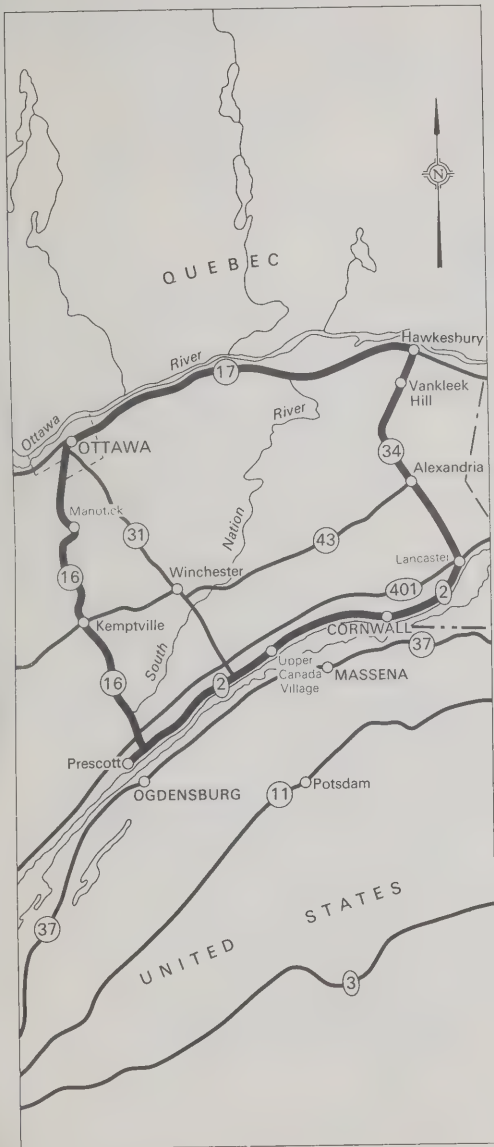 N
QUEBEC
Hawkesbury
Ottawa River
17
Vankleek
Hill
River
OTTAWA
34
Alexandria
Manotick
31
Nation
43
Lancaster
16
Winchester
401
2
Kemptville
CORNWALL
37
South
16
Upper
Canada
Village
MASSENA
2
Prescott
OGDENSBURG
Potsdam
11
37
UNITED STATES
3